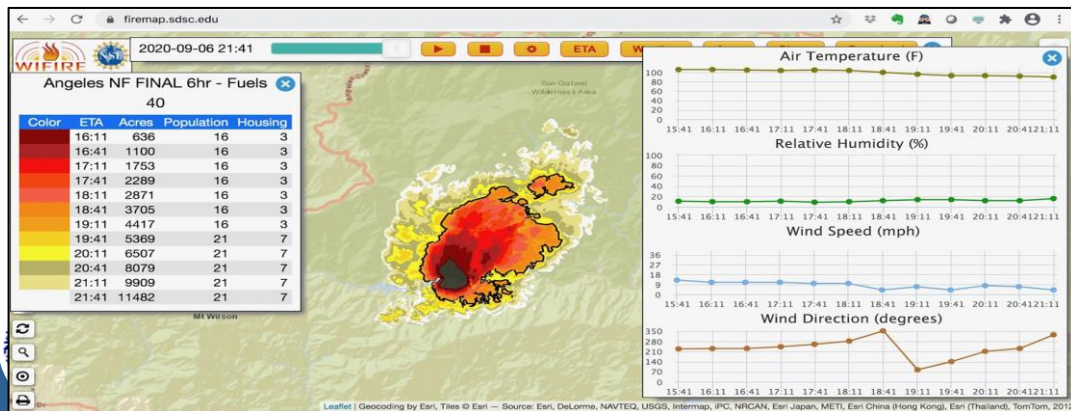 firemap.sdsc.edu
WIFIRE
NSF
2020-09-06 21:41
ETA
Angeles NF FINAL 6hr - Fuels
40
Color ETA Acres Population Housing
16:11 636 16 3
16:41 1100 16 3
17:11 1753 16 3
17:41 2289 16 3
18:11 2871 16 3
18:41 3705 16 3
19:11 4417 16 3
19:41 5369 21 7
20:11 6507 21 7
20:41 8079 21 7
21:11 9909 21 7
21:41 11482 21 7
San Gabriel
Wilderness Area
Mt Wilson
Air Temperature (F)
100
80
60
40
20
0
15:41 16:11 16:41 17:11 17:41 18:11 18:41 19:11 19:41 20:11 20:41 21:11
Relative Humidity (%)
100
80
60
40
20
0
15:41 16:11 16:41 17:11 17:41 18:11 18:41 19:11 19:41 20:11 20:41 21:11
Wind Speed (mph)
36
27
18
9
0
15:41 16:11 16:41 17:11 17:41 18:11 18:41 19:11 19:41 20:11 20:41 21:11
Wind Direction (degrees)
350
280
210
140
70
0
15:41 16:11 16:41 17:11 17:41 18:11 18:41 19:11 19:41 20:11 20:41 21:11
Leaflet | Geocoding by Esri, Tiles © Esri — Source: Esri, DeLorme, NAVTEQ, USGS, Intermap, iPC, NRCAN, Esri Japan, METI, Esri China (Hong Kong), Esri (Thailand), TomTom, 2012